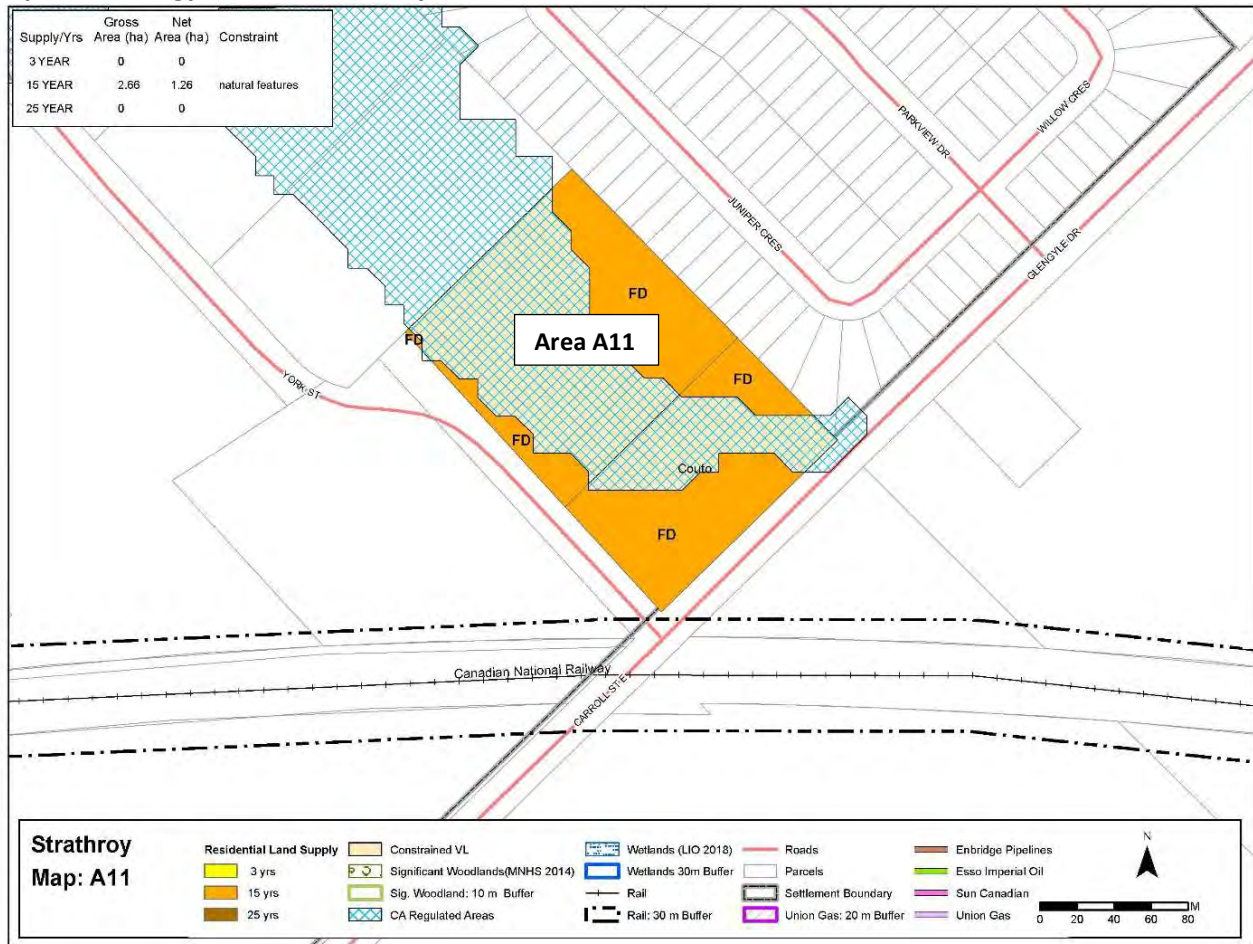 Gross Net
Supply/Yrs Area (ha) Area (ha) Constraint
3 YEAR 0 0
15 YEAR 2.66 1.26 natural features
25 YEAR 0 0
PARKVIEW DR
WILLOW CRES
JUNIPER CRES
GLENGYLE DR
FD
Area A11
FD
FD
YORK ST
FD
Couto
FD
Canadian National Railway
CARROLL ST E
Strathroy
Map: A11
Residential Land Supply
3 yrs
15 yrs
25 yrs
Constrained VL
Significant Woodlands(MNHS 2014)
Sig. Woodland: 10 m Buffer
CA Regulated Areas
Wetlands (LIO 2018)
Wetlands 30m Buffer
Rail
Rail: 30 m Buffer
Roads
Parcels
Settlement Boundary
Union Gas: 20 m Buffer
Enbridge Pipelines
Esso Imperial Oil
Sun Canadian
Union Gas
N
M
0 20 40 60 80